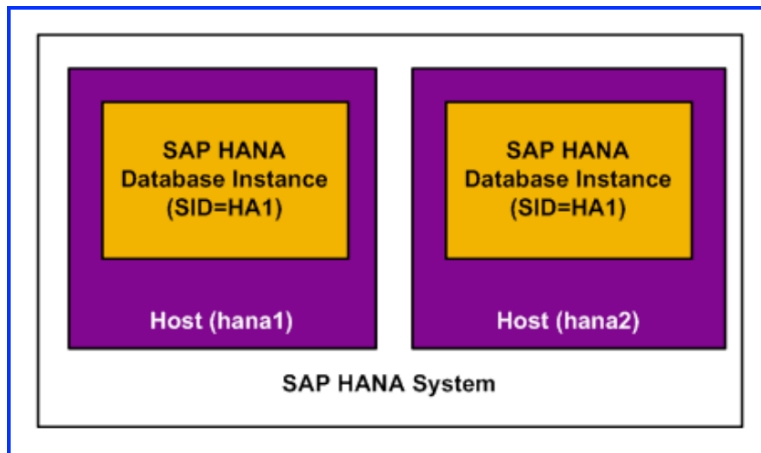 SAP HANA
Database Instance
(SID=HA1)
Host (hana1)
SAP HANA
Database Instance
(SID=HA1)
Host (hana2)
SAP HANA System